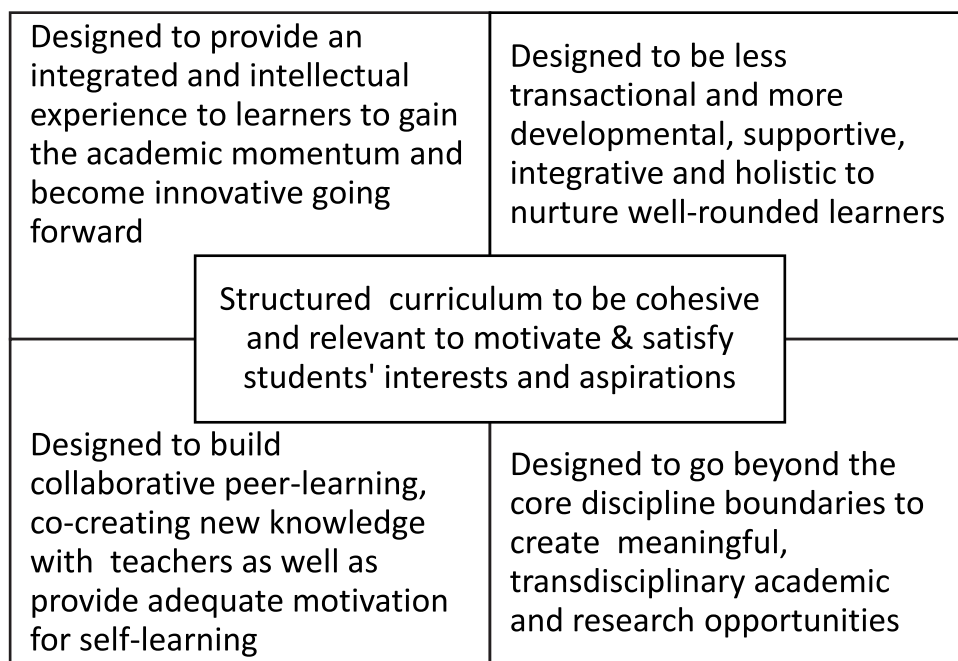 Designed to provide an
integrated and intellectual
experience to learners to gain
the academic momentum and
become innovative going
forward
Designed to be less
transactional and more
developmental, supportive,
integrative and holistic to
nurture well-rounded learners
Structured  curriculum to be cohesive
and relevant to motivate & satisfy
students' interests and aspirations
Designed to build
collaborative peer-learning,
co-creating new knowledge
with  teachers as well as
provide adequate motivation
for self-learning
Designed to go beyond the
core discipline boundaries to
create  meaningful,
transdisciplinary academic
and research opportunities